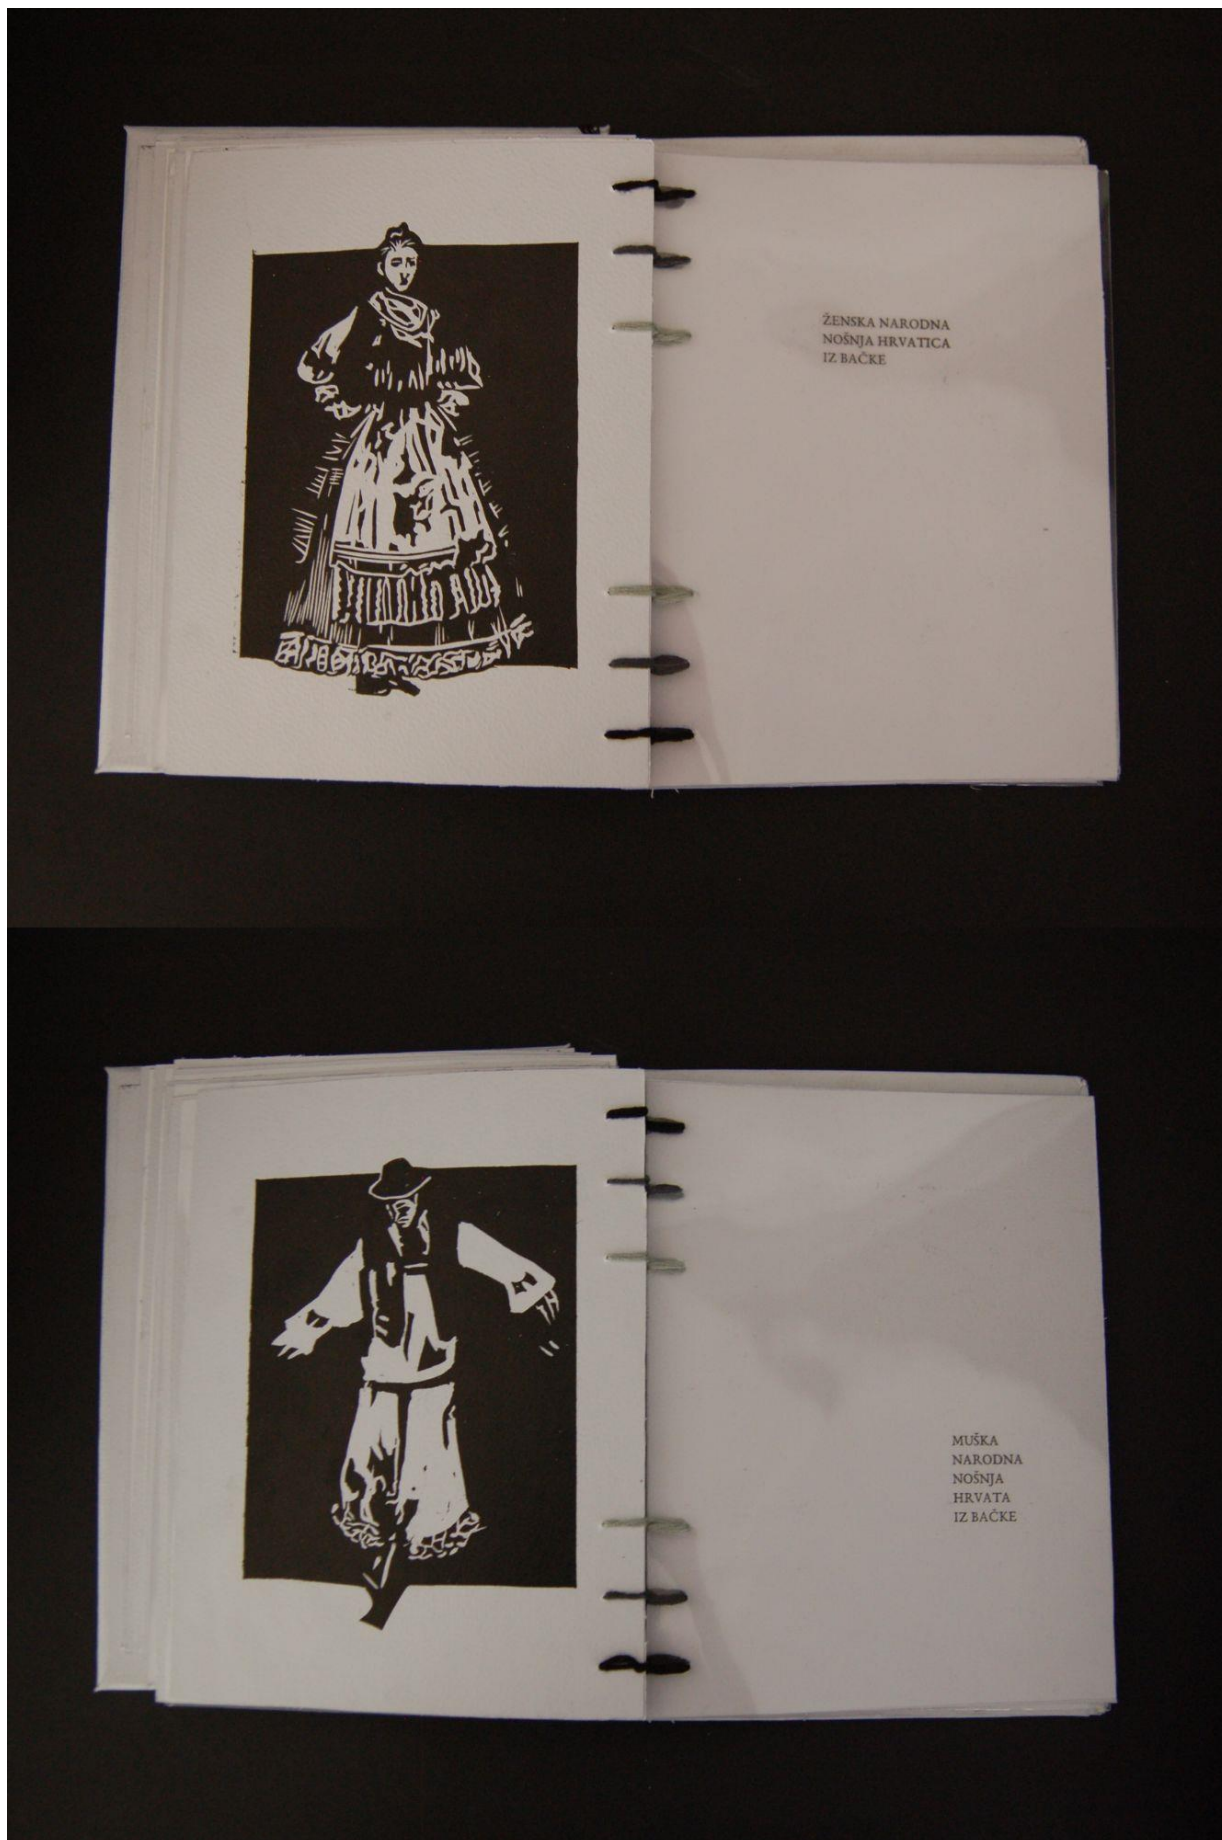 ŽENSKA NARODNA
NOŠNJA HRVATICA
IZ BAČKE
MUŠKA
NARODNA
NOŠNJA
HRVATA
IZ BAČKE